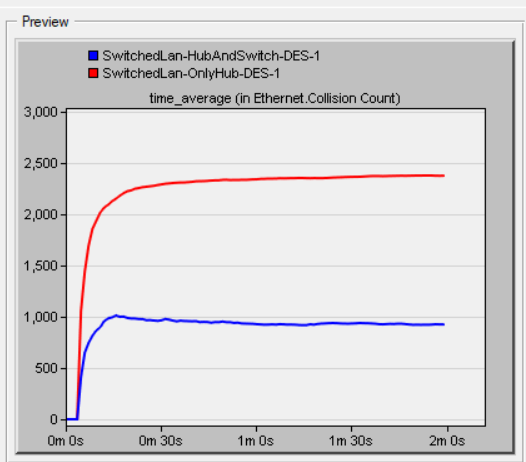 Preview
SwitchedLan-HubAndSwitch-DES-1
SwitchedLan-OnlyHub-DES-1
time_average (in Ethernet.Collision Count)
3,000
2,500
2,000
1,500
1,000
500
0
0m 0s 0m 30s 1m 0s 1m 30s 2m 0s